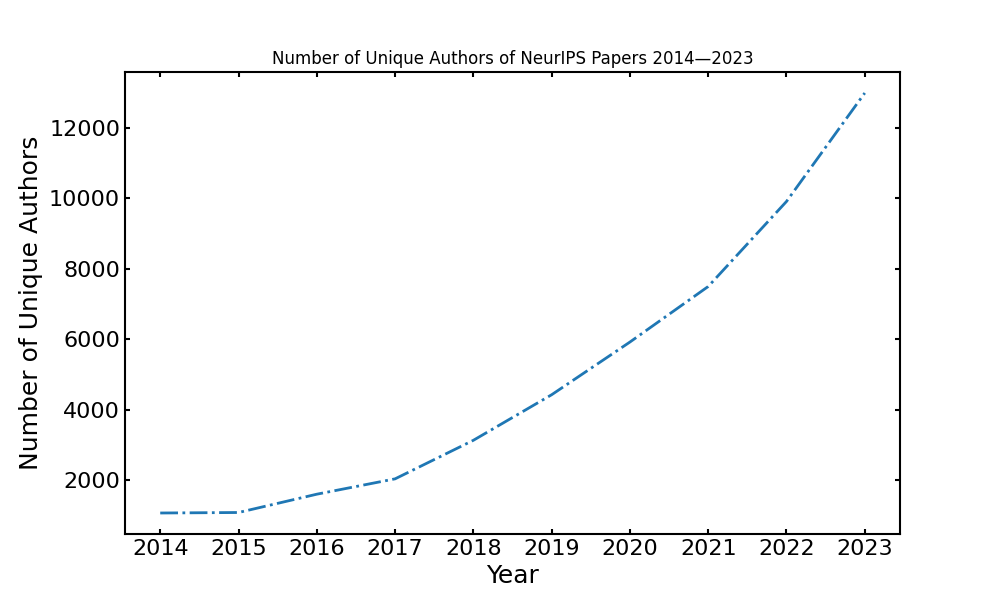 Number of Unique Authors of NeurIPS Papers 2014—2023
Number of Unique Authors
12000
10000
8000
6000
4000
2000
2014 2015 2016 2017 2018 2019 2020 2021 2022 2023
Year